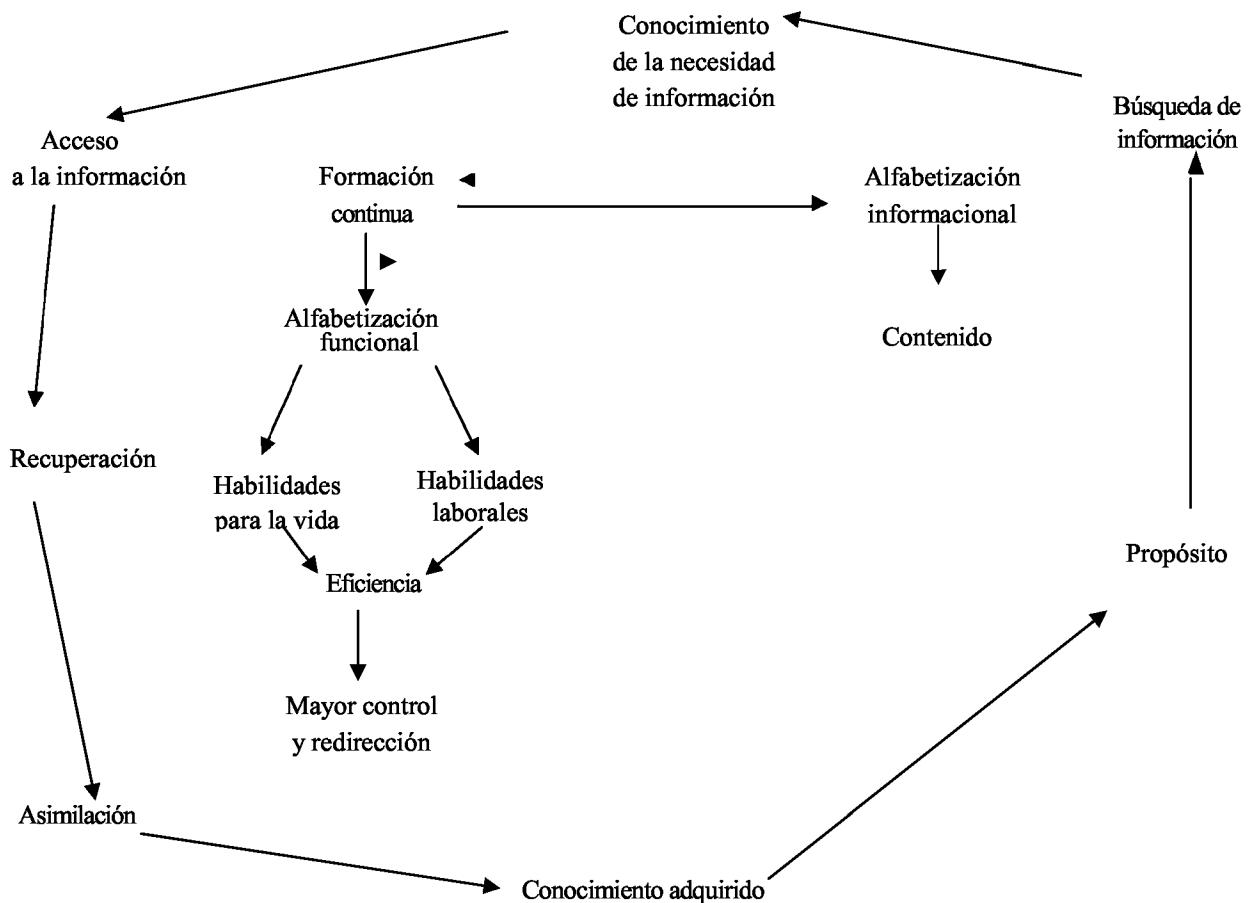 Conocimiento
de la necesidad
de información
Búsqueda de
información
Acceso
a la información
Formación
continua
Alfabetización
informacional
Alfabetización
funcional
Contenido
Recuperación
Habilidades
para la vida
Habilidades
laborales
Propósito
Eficiencia
Mayor control
y redirección
Asimilación
Conocimiento adquirido